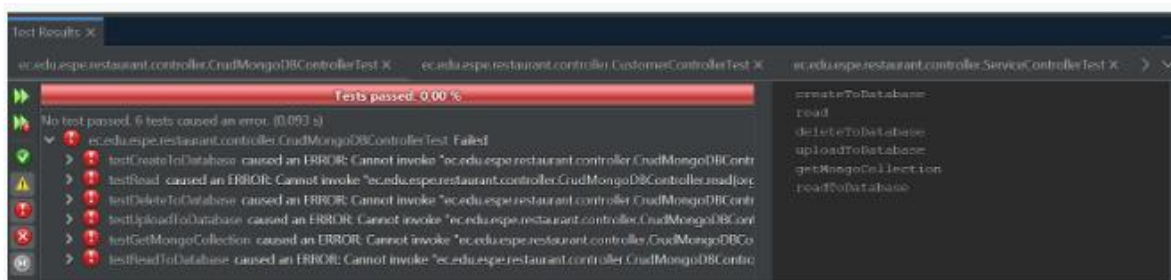 Test Results ×
ec.edu.espe.restaurant.controller.CrudMongoDBControllerTest × ec.edu.espe.restaurant.controller.CustomerControllerTest × ec.edu.espe.restaurant.controller.ServiceControllerTest ×
Tests passed: 0,00 %
No test passed, 6 tests caused an error. (0,093 s)
ec.edu.espe.restaurant.controller.CrudMongoDBControllerTest Failed
testCreateToDatabase caused an ERROR: Cannot invoke "ec.edu.espe.restaurant.controller.CrudMongoDBContr
testRead caused an ERROR: Cannot invoke "ec.edu.espe.restaurant.controller.CrudMongoDBController.read(org
testDeleteToDatabase caused an ERROR: Cannot invoke "ec.edu.espe.restaurant.controller.CrudMongoDBContr
testUploadToDatabase caused an ERROR: Cannot invoke "ec.edu.espe.restaurant.controller.CrudMongoDBCont
testGetMongoCollection caused an ERROR: Cannot invoke "ec.edu.espe.restaurant.controller.CrudMongoDBCo
testReadToDatabase caused an ERROR: Cannot invoke "ec.edu.espe.restaurant.controller.CrudMongoDBContro
createToDatabase
read
deleteToDatabase
uploadToDatabase
getMongoCollection
readToDatabase